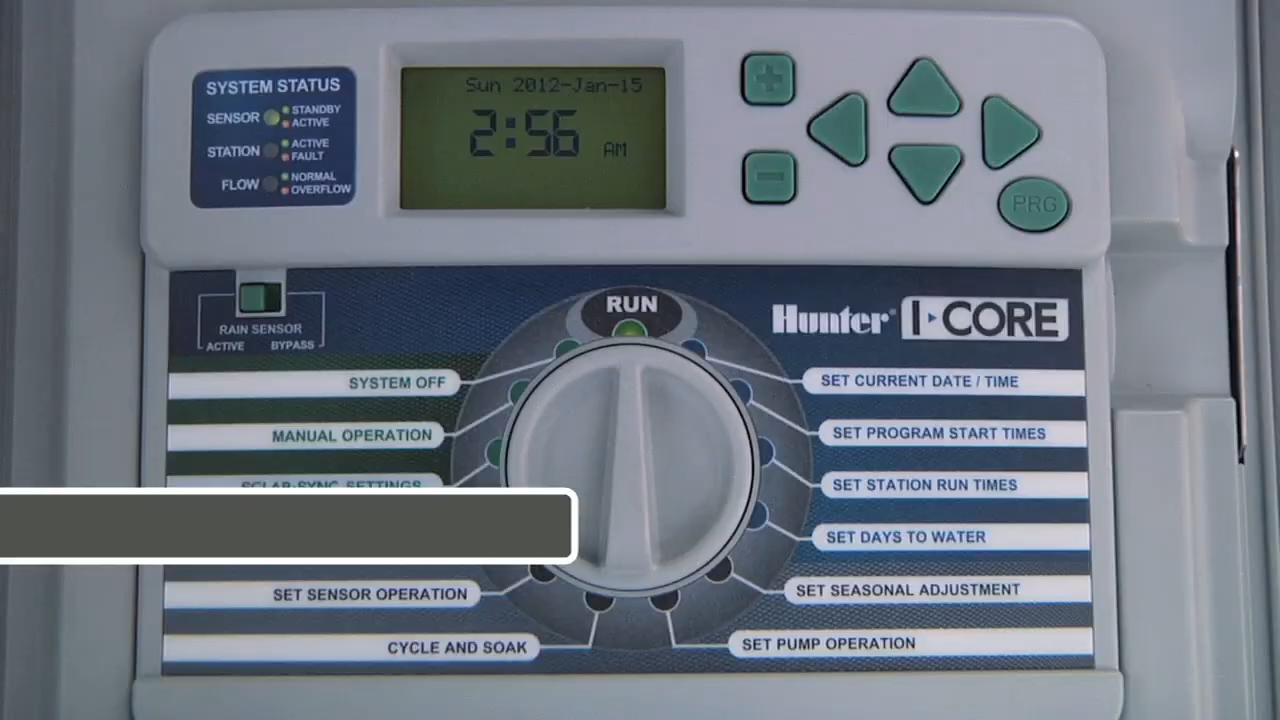 SYSTEM STATUS
SENSOR STANDBY
ACTIVE
STATION ACTIVE
FAULT
FLOW NORMAL
OVERFLOW
Sun 2012-Jan-15
2:56 AM
PRG
RAIN SENSOR
ACTIVE BYPASS
RUN
Hunter® I CORE
SYSTEM OFF
MANUAL OPERATION
SOLAR-SYNC SETTINGS
SET SENSOR OPERATION
CYCLE AND SOAK
SET CURRENT DATE / TIME
SET PROGRAM START TIMES
SET STATION RUN TIMES
SET DAYS TO WATER
SET SEASONAL ADJUSTMENT
SET PUMP OPERATION